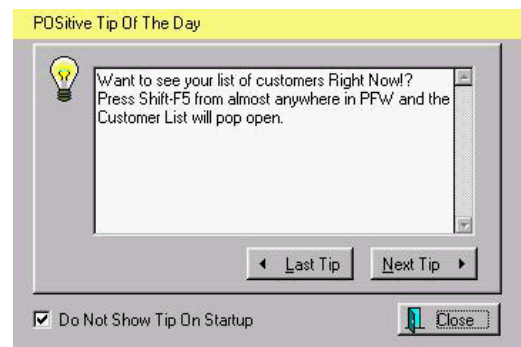 POSitive Tip Of The Day
Want to see your list of customers Right Now!?
Press Shift-F5 from almost anywhere in PFW and the
Customer List will pop open.
Last Tip
Next Tip
Do Not Show Tip On Startup
Close